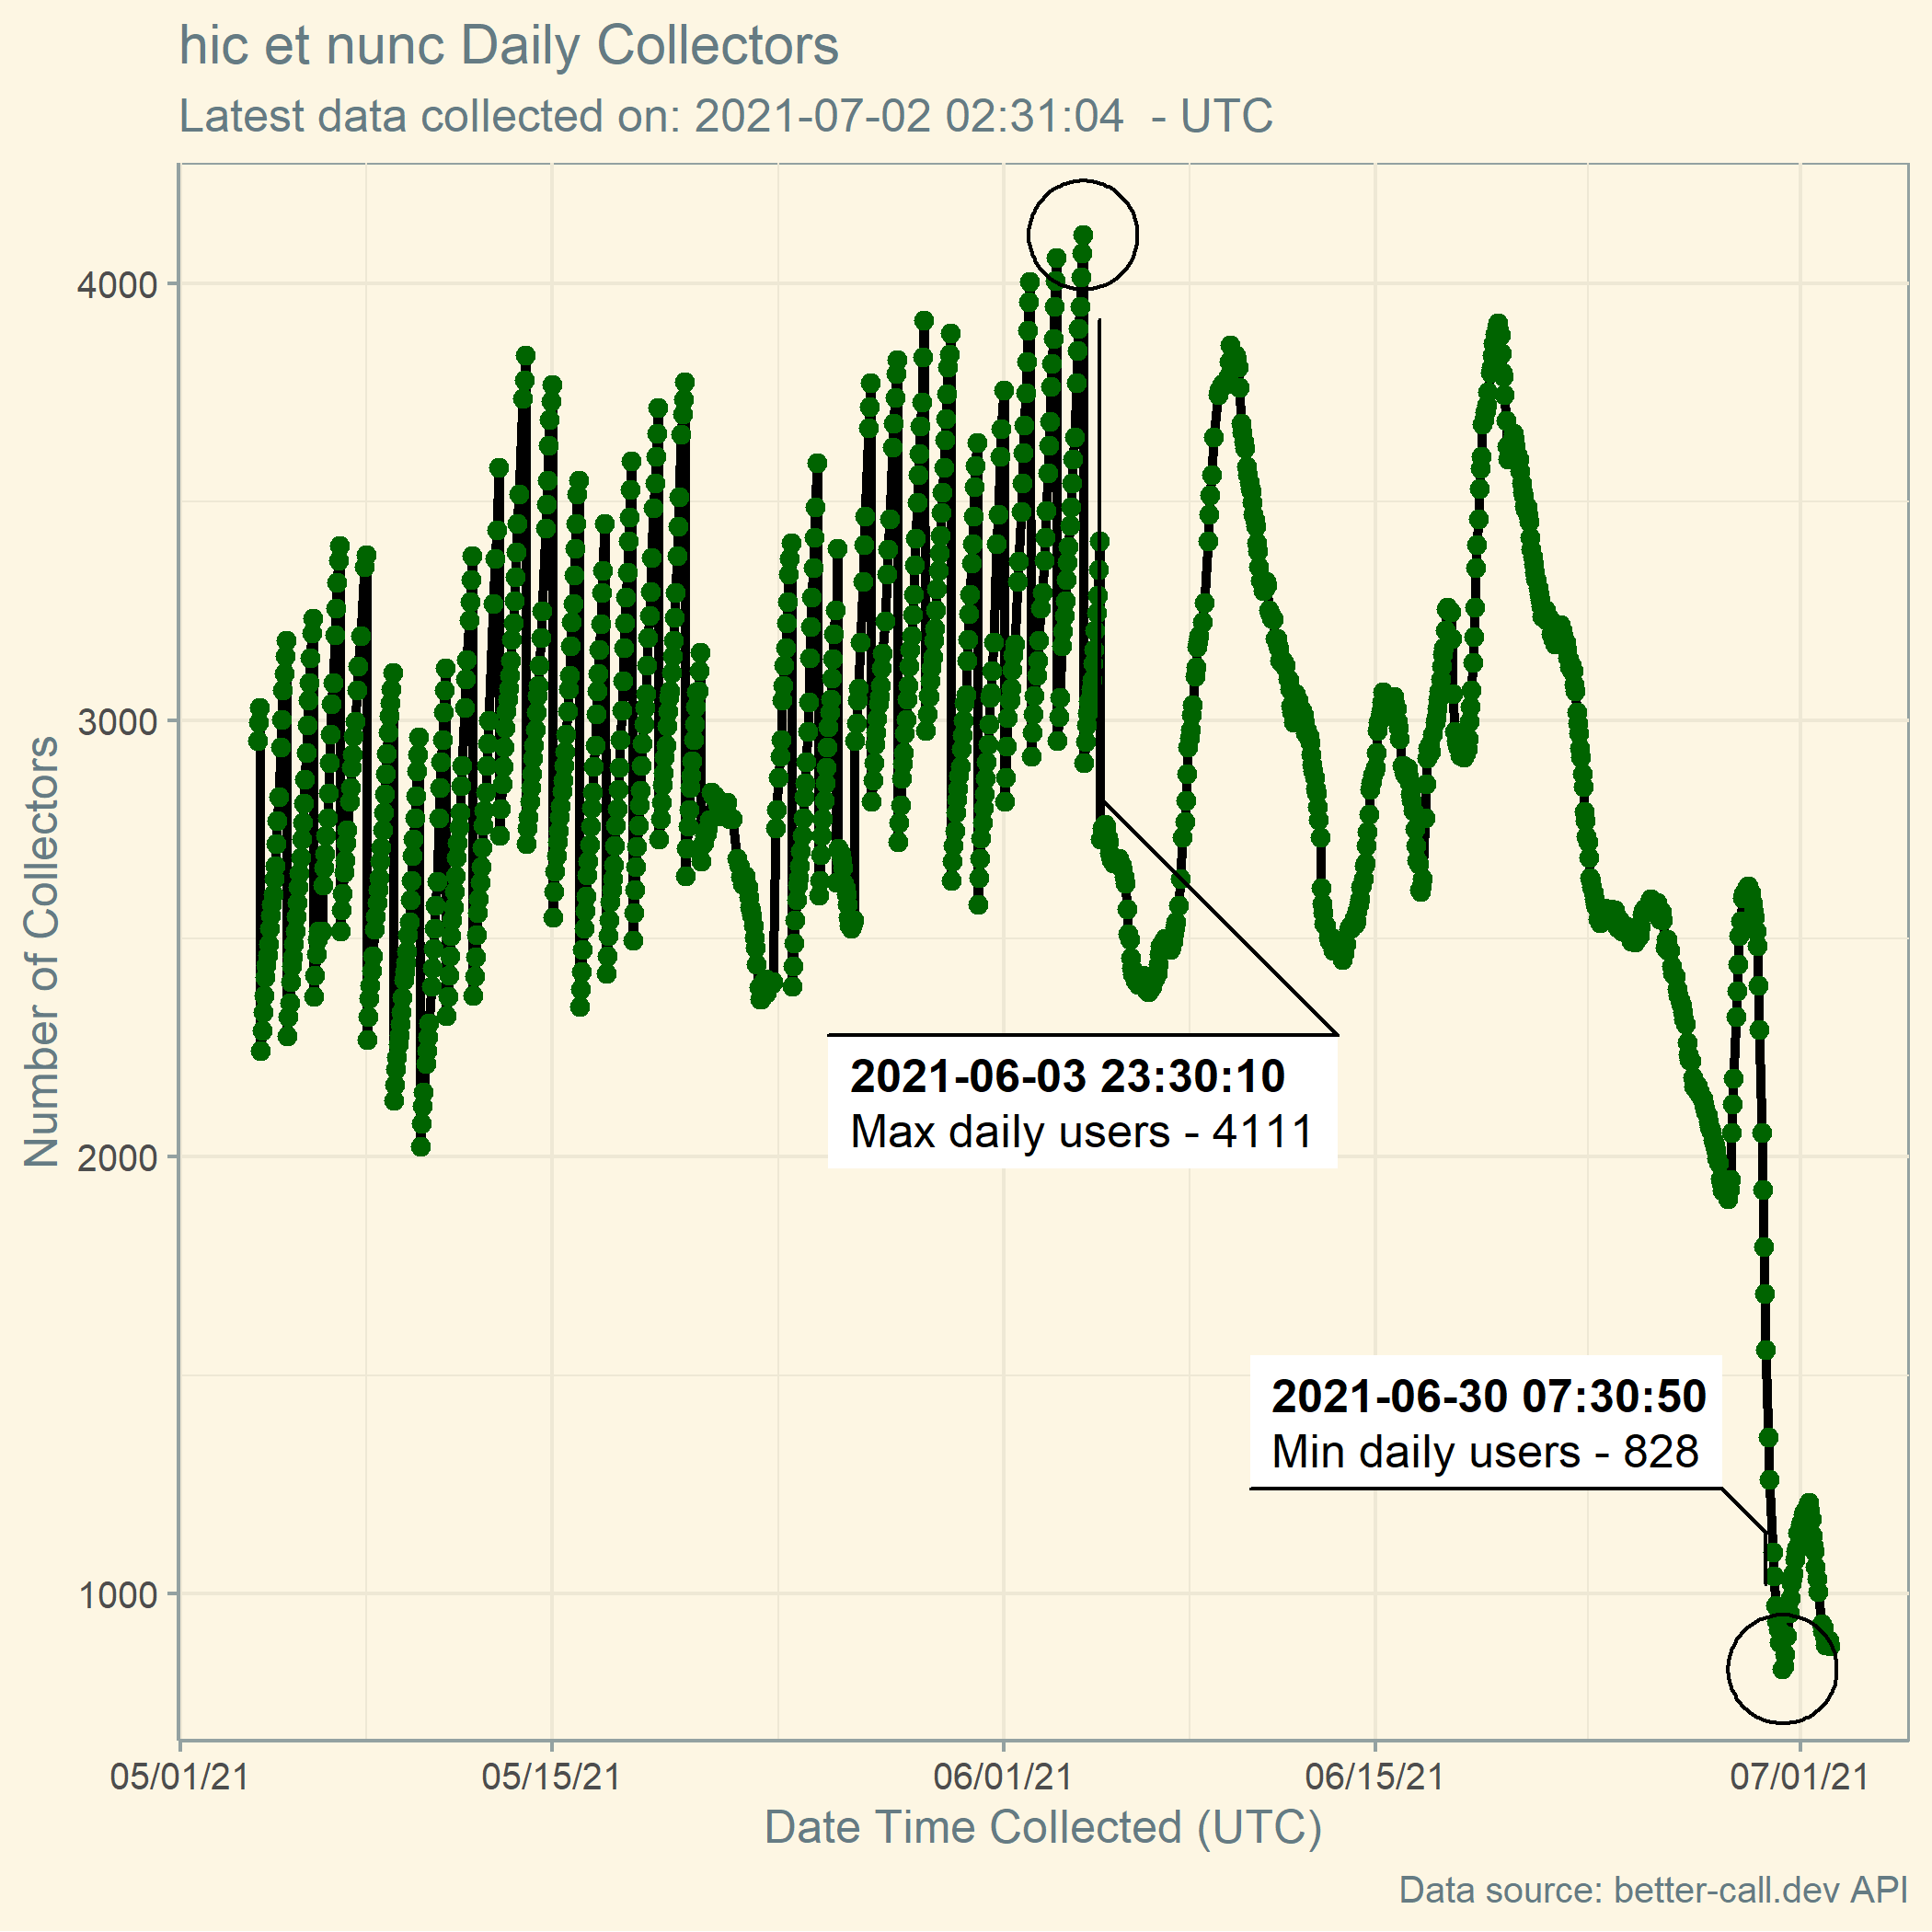 hic et nunc Daily Collectors
Latest data collected on: 2021-07-02 02:31:04  - UTC
Number of Collectors
4000
3000
2000
1000
2021-06-03 23:30:10
Max daily users - 4111
2021-06-30 07:30:50
Min daily users - 828
05/01/21
05/15/21
06/01/21
06/15/21
07/01/21
Date Time Collected (UTC)
Data source: better-call.dev API